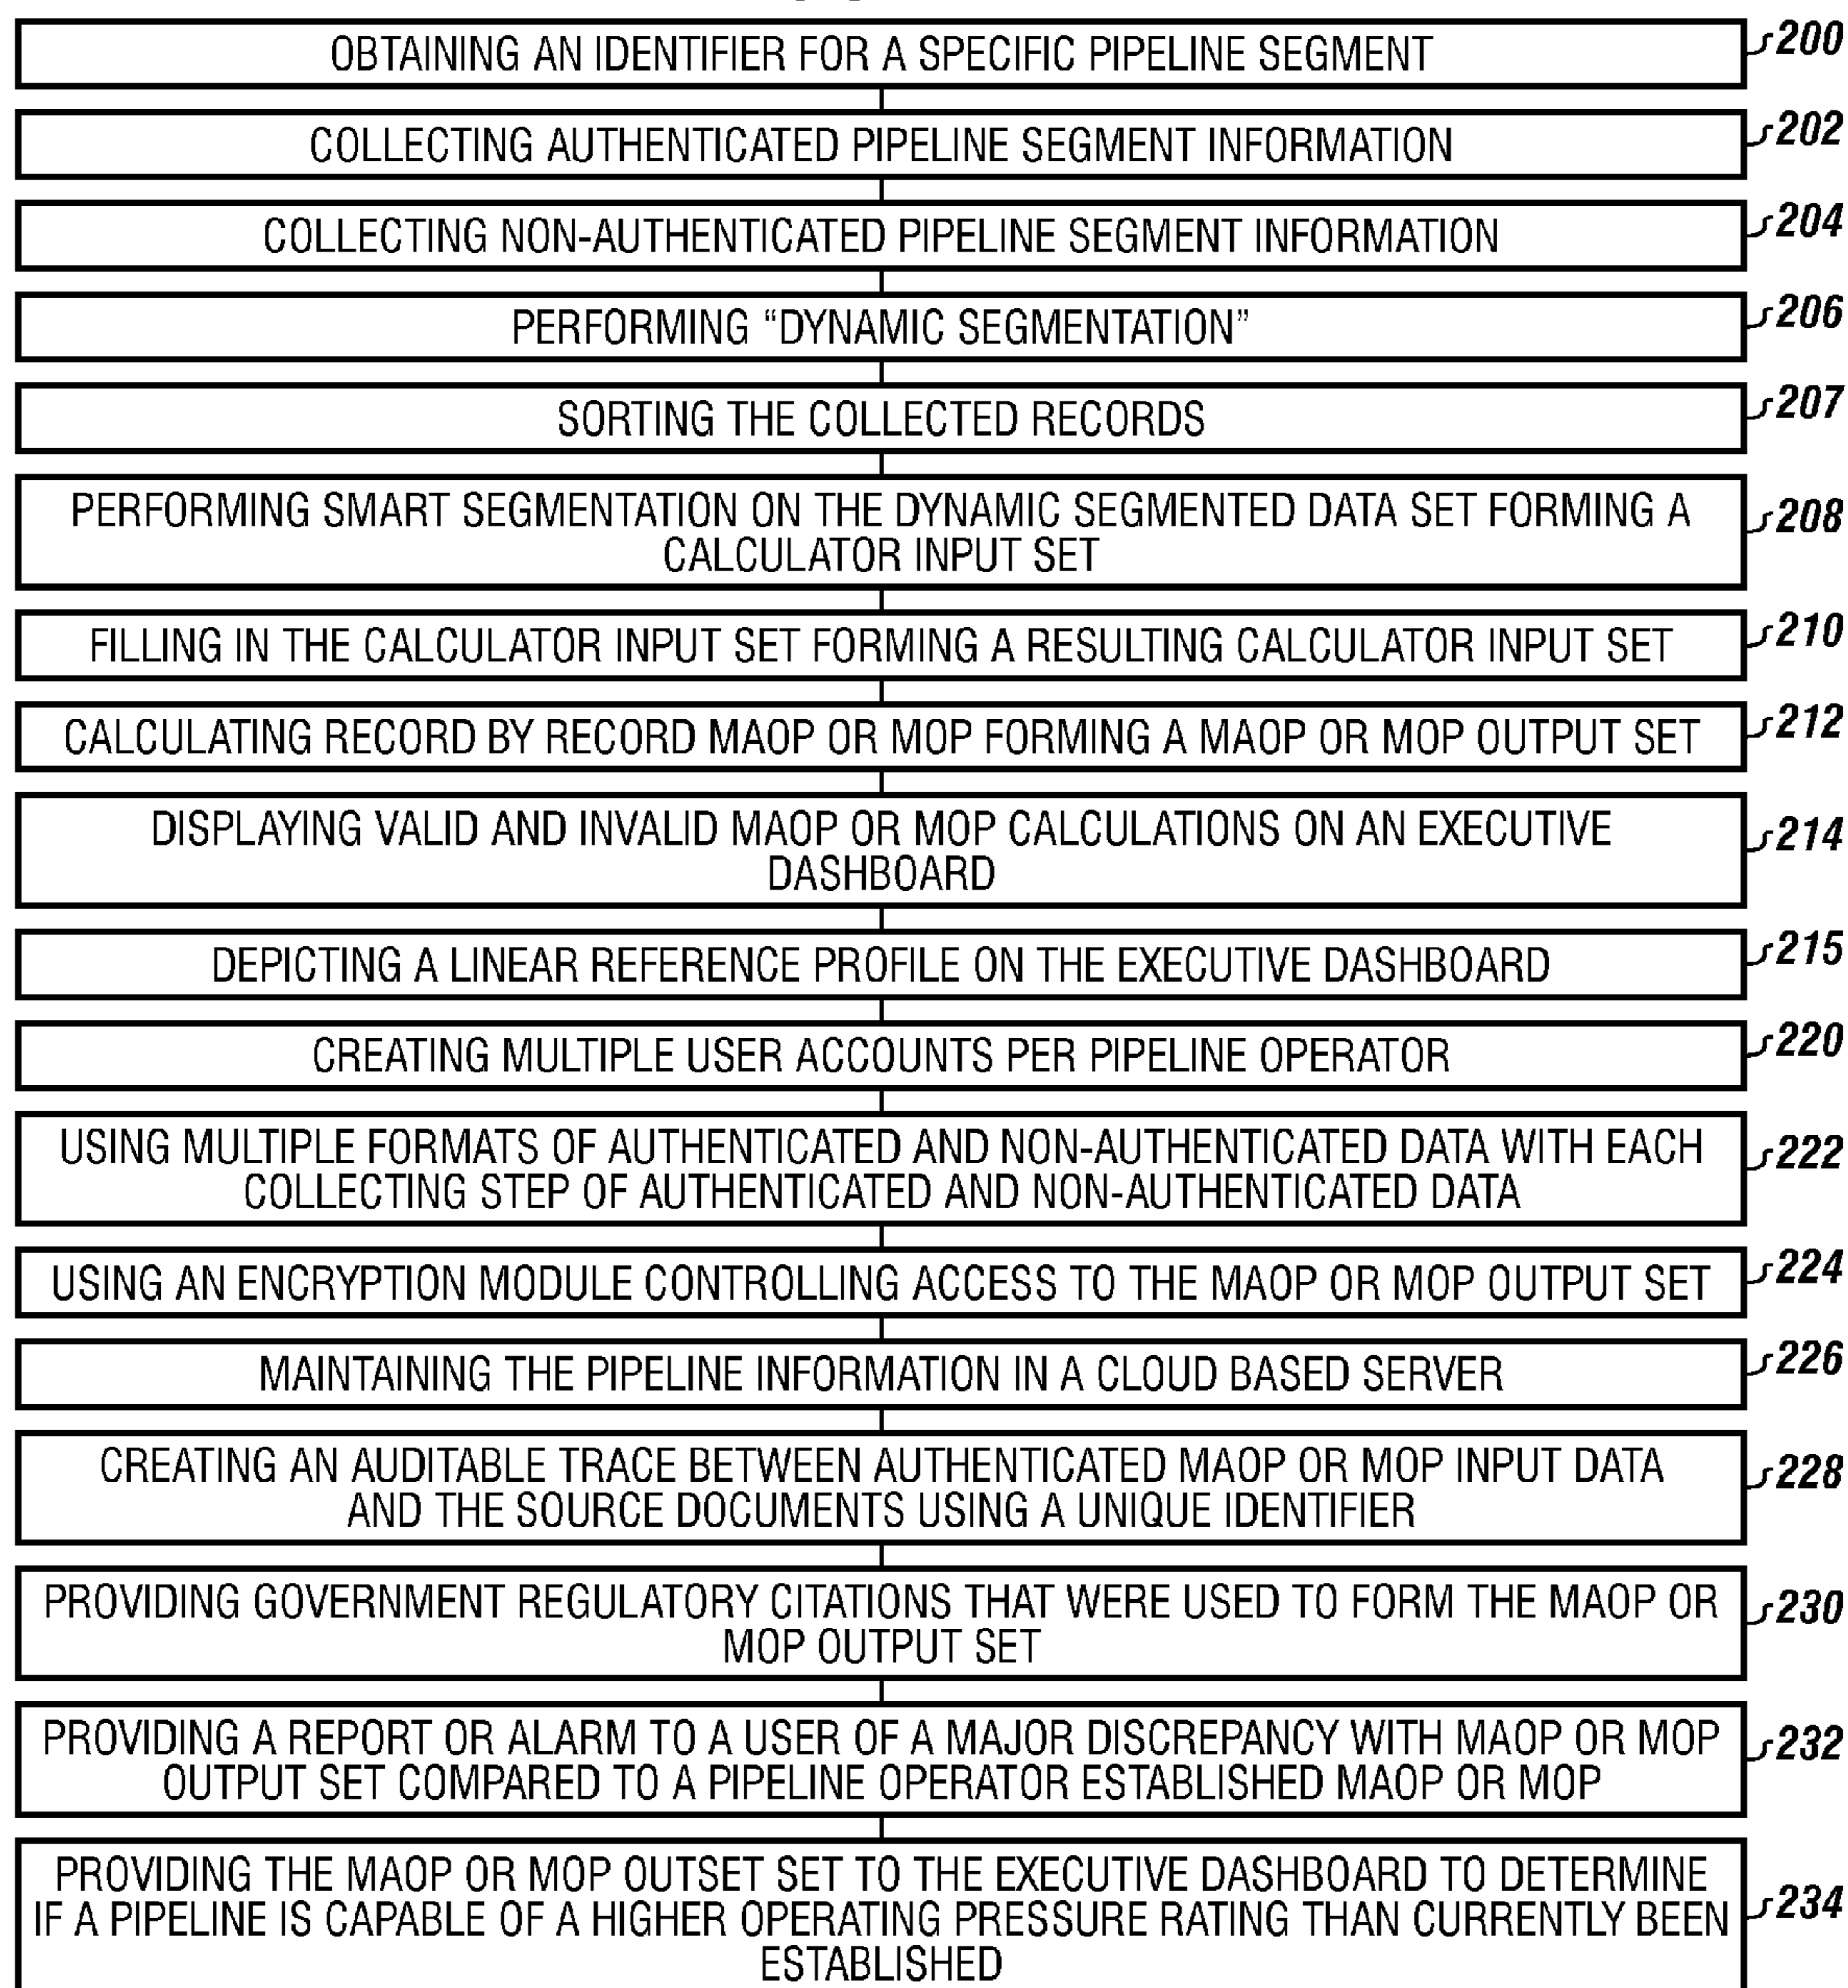 OBTAINING AN IDENTIFIER FOR A SPECIFIC PIPELINE SEGMENT
200
COLLECTING AUTHENTICATED PIPELINE SEGMENT INFORMATION
202
COLLECTING NON-AUTHENTICATED PIPELINE SEGMENT INFORMATION
204
PERFORMING “DYNAMIC SEGMENTATION”
206
SORTING THE COLLECTED RECORDS
207
PERFORMING SMART SEGMENTATION ON THE DYNAMIC SEGMENTED DATA SET FORMING A
CALCULATOR INPUT SET
208
FILLING IN THE CALCULATOR INPUT SET FORMING A RESULTING CALCULATOR INPUT SET
210
CALCULATING RECORD BY RECORD MAOP OR MOP FORMING A MAOP OR MOP OUTPUT SET
212
DISPLAYING VALID AND INVALID MAOP OR MOP CALCULATIONS ON AN EXECUTIVE
DASHBOARD
214
DEPICTING A LINEAR REFERENCE PROFILE ON THE EXECUTIVE DASHBOARD
215
CREATING MULTIPLE USER ACCOUNTS PER PIPELINE OPERATOR
220
USING MULTIPLE FORMATS OF AUTHENTICATED AND NON-AUTHENTICATED DATA WITH EACH
COLLECTING STEP OF AUTHENTICATED AND NON-AUTHENTICATED DATA
222
USING AN ENCRYPTION MODULE CONTROLLING ACCESS TO THE MAOP OR MOP OUTPUT SET
224
MAINTAINING THE PIPELINE INFORMATION IN A CLOUD BASED SERVER
226
CREATING AN AUDITABLE TRACE BETWEEN AUTHENTICATED MAOP OR MOP INPUT DATA
AND THE SOURCE DOCUMENTS USING A UNIQUE IDENTIFIER
228
PROVIDING GOVERNMENT REGULATORY CITATIONS THAT WERE USED TO FORM THE MAOP OR
MOP OUTPUT SET
230
PROVIDING A REPORT OR ALARM TO A USER OF A MAJOR DISCREPANCY WITH MAOP OR MOP
OUTPUT SET COMPARED TO A PIPELINE OPERATOR ESTABLISHED MAOP OR MOP
232
PROVIDING THE MAOP OR MOP OUTSET SET TO THE EXECUTIVE DASHBOARD TO DETERMINE
IF A PIPELINE IS CAPABLE OF A HIGHER OPERATING PRESSURE RATING THAN CURRENTLY BEEN
ESTABLISHED
234